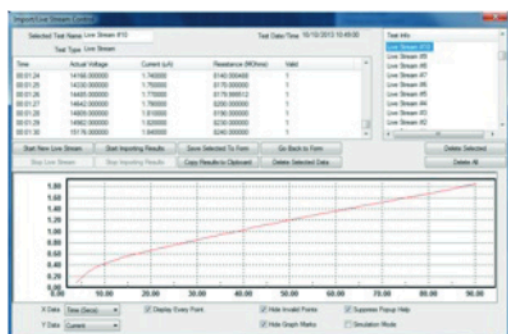 Import/Live Stream Control
Selected Test Name Live Stream #10
Test Date/Time 16/10/2013 10:49:00
Test Info
Test Type Live Stream
Live Stream #10
Live Stream #9
Live Stream #8
Live Stream #7
Live Stream #6
Live Stream #5
Live Stream #4
Live Stream #3
Live Stream #2
Time Actual Voltage Current (uA) Resistance (MOhms) Valid
00:01:24 14166.000000 1.740000 8140.000488 1
00:01:25 14330.000000 1.750000 8170.000000 1
00:01:26 14485.000000 1.770000 8179.999512 1
00:01:27 14642.000000 1.790000 8200.000000 1
00:01:28 14809.000000 1.810000 8190.000000 1
00:01:29 14982.000000 1.820000 8230.000000 1
00:01:30 15176.000000 1.840000 8240.000000 1
Start New Live Stream Start Importing Results Save Selected To Form Go Back to Form Delete Selected
Stop Live Stream Stop Importing Results Copy Results to Clipboard Delete Selected Data Delete All
1.80
1.60
1.40
1.20
1.00
0.80
0.60
0.40
0.20
0.00
0.00 10.00 20.00 30.00 40.00 50.00 60.00 70.00 80.00 90.00
X Data Time (Secs) Display Every Point Hide Invalid Points Suppress Popup Help
Y Data Current Hide Graph Marks Simulation Mode